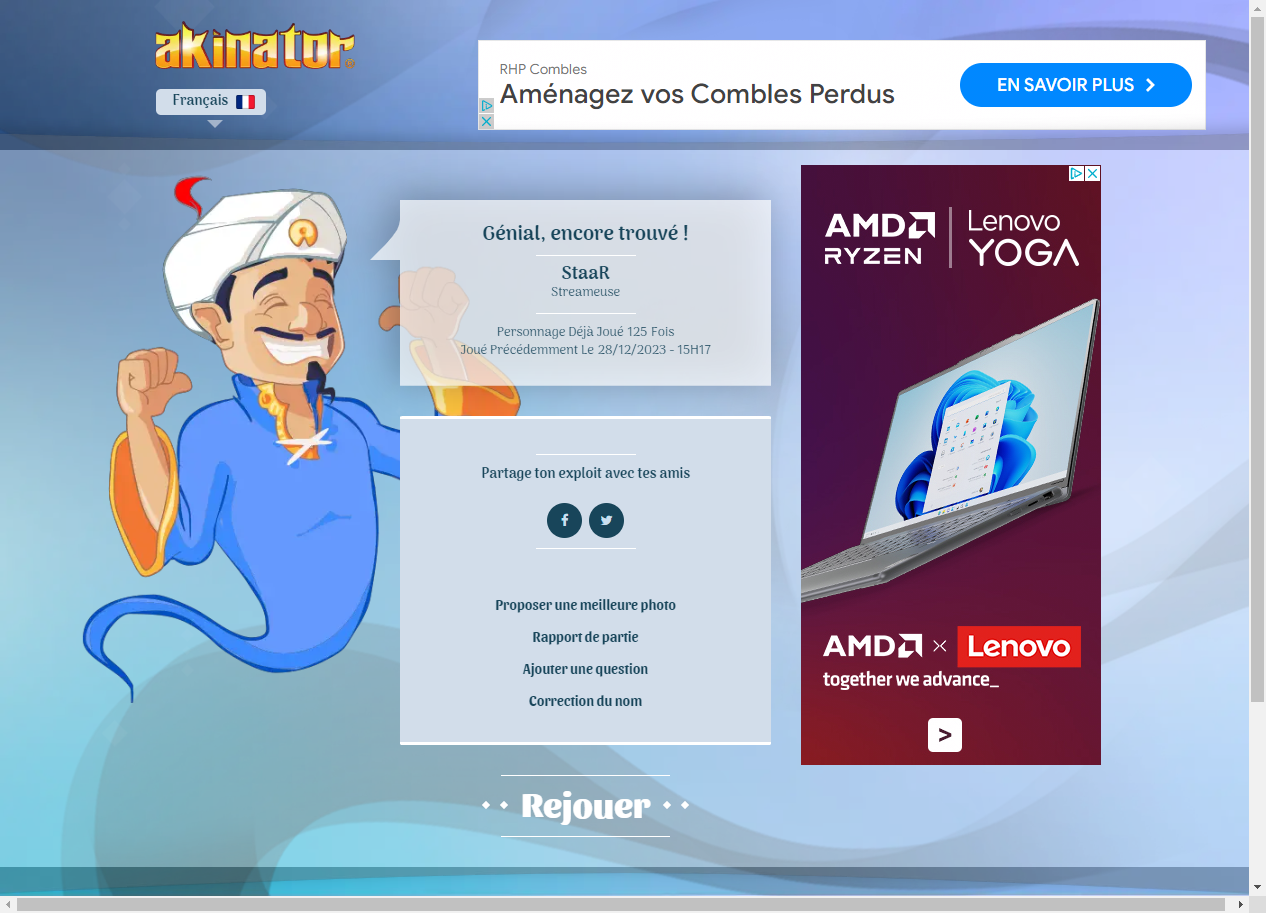 akinator
Français
RHP Combles
Aménagez vos Combles Perdus
EN SAVOIR PLUS
Génial, encore trouvé !
StaaR
Streameuse
Personnage Déjà Joué 125 Fois
Joué Précédemment Le 28/12/2023 - 15H17
Partage ton exploit avec tes amis
Proposer une meilleure photo
Rapport de partie
Ajouter une question
Correction du nom
Rejouer
AMD
RYZEN
Lenovo
YOGA
AMD x Lenovo
together we advance_